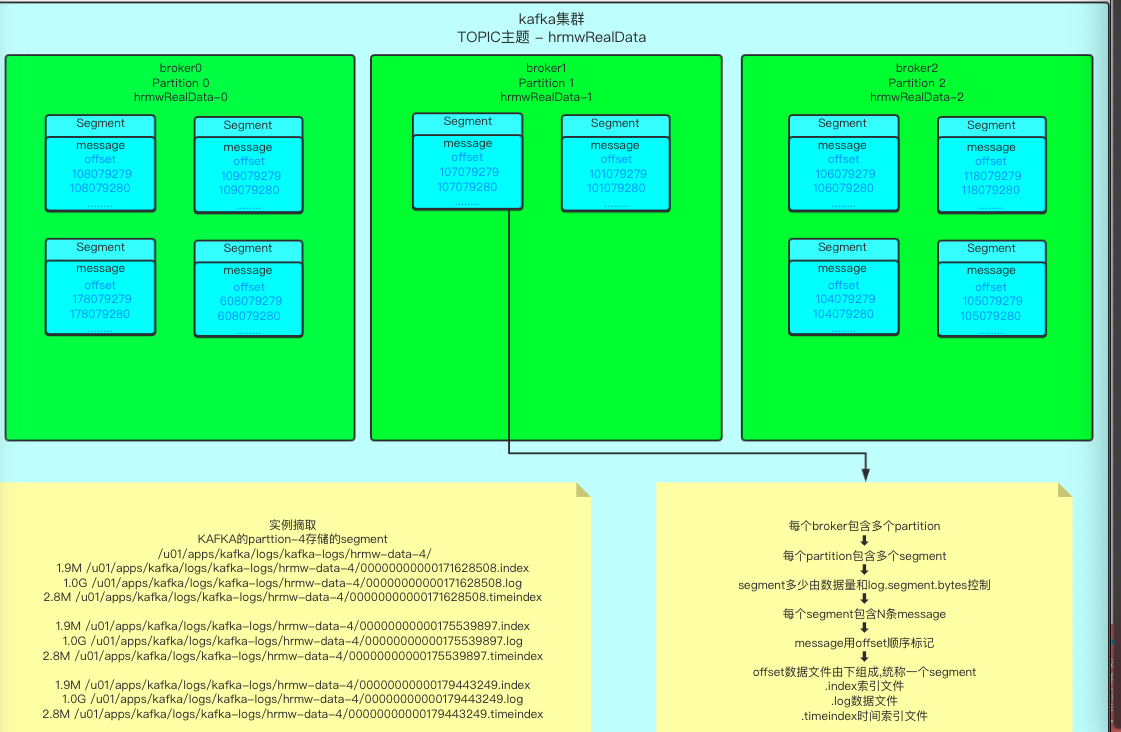 kafka集群
TOPIC主题 - hrmwRealData
broker0
Partition 0
hrmwRealData-0
Segment
message
offset
108079279
108079280
........
Segment
message
offset
109079279
109079280
........
Segment
message
offset
178079279
178079280
........
Segment
message
offset
608079279
608079280
........
broker1
Partition 1
hrmwRealData-1
Segment
message
offset
107079279
107079280
........
Segment
message
offset
101079279
101079280
........
broker2
Partition 2
hrmwRealData-2
Segment
message
offset
106079279
106079280
........
Segment
message
offset
118079279
118079280
........
Segment
message
offset
104079279
104079280
........
Segment
message
offset
105079279
105079280
........
实例摘取
KAFKA的parttion-4存储的segment
/u01/apps/kafka/logs/kafka-logs/hrmw-data-4/
1.9M /u01/apps/kafka/logs/kafka-logs/hrmw-data-4/00000000000171628508.index
1.0G /u01/apps/kafka/logs/kafka-logs/hrmw-data-4/00000000000171628508.log
2.8M /u01/apps/kafka/logs/kafka-logs/hrmw-data-4/00000000000171628508.timeindex
1.9M /u01/apps/kafka/logs/kafka-logs/hrmw-data-4/00000000000175539897.index
1.0G /u01/apps/kafka/logs/kafka-logs/hrmw-data-4/00000000000175539897.log
2.8M /u01/apps/kafka/logs/kafka-logs/hrmw-data-4/00000000000175539897.timeindex
1.9M /u01/apps/kafka/logs/kafka-logs/hrmw-data-4/00000000000179443249.index
1.0G /u01/apps/kafka/logs/kafka-logs/hrmw-data-4/00000000000179443249.log
2.8M /u01/apps/kafka/logs/kafka-logs/hrmw-data-4/00000000000179443249.timeindex
每个broker包含多个partition
每个partition包含多个segment
segment多少由数据量和log.segment.bytes控制
每个segment包含N条message
message用offset顺序标记
offset数据文件由下组成,统称一个segment
.index索引文件
.log数据文件
.timeindex时间索引文件